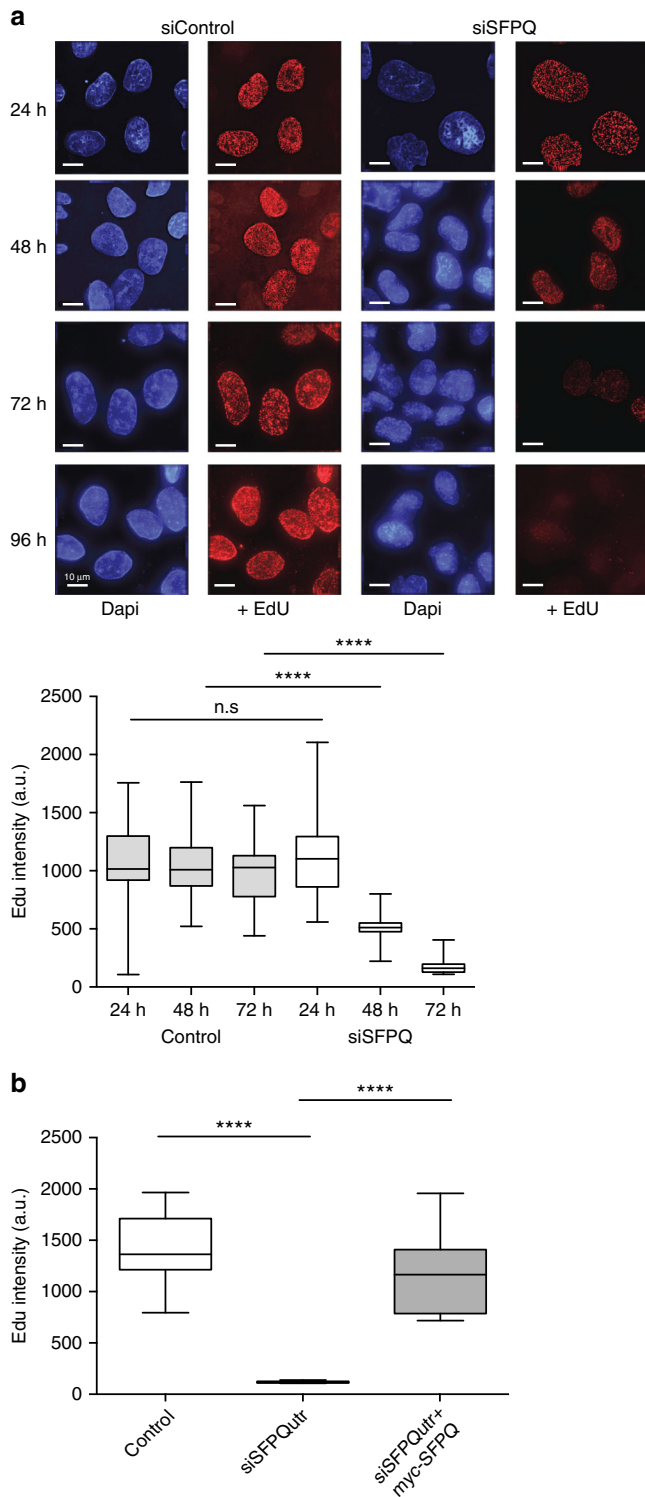 a
siControl siSFPQ
24 h
48 h
72 h
96 h
10 µm
Dapi + EdU Dapi + EdU
****
****
n.s
2500
2000
1500
1000
500
0
Edu intensity (a.u.)
24 h 48 h 72 h 24 h 48 h 72 h
Control siSFPQ
b
****
****
2500
2000
1500
1000
500
0
Edu intensity (a.u.)
Control
siSFPQutr
siSFPQutr+
myc-SFPQ